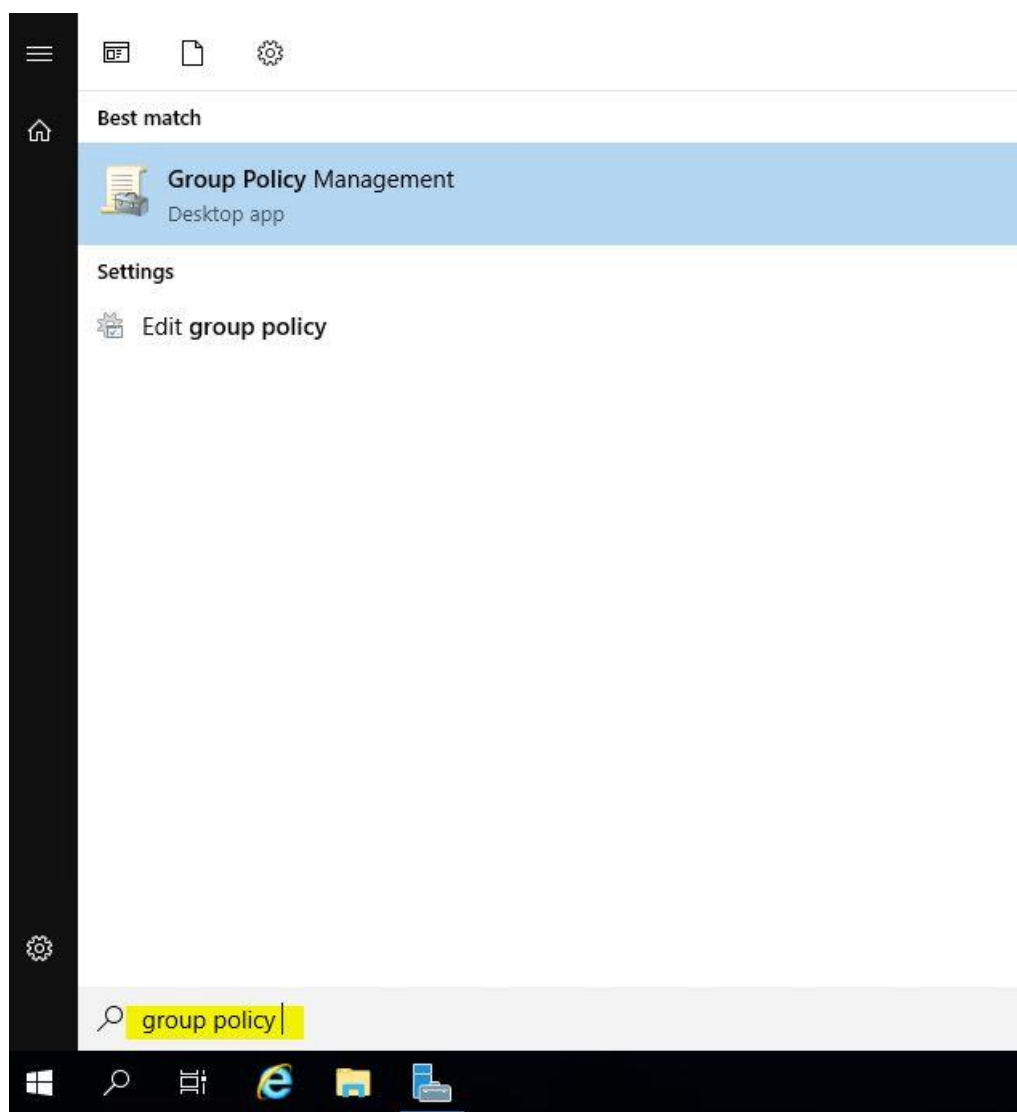 Best match
Group Policy Management
Desktop app
Settings
Edit group policy
group policy